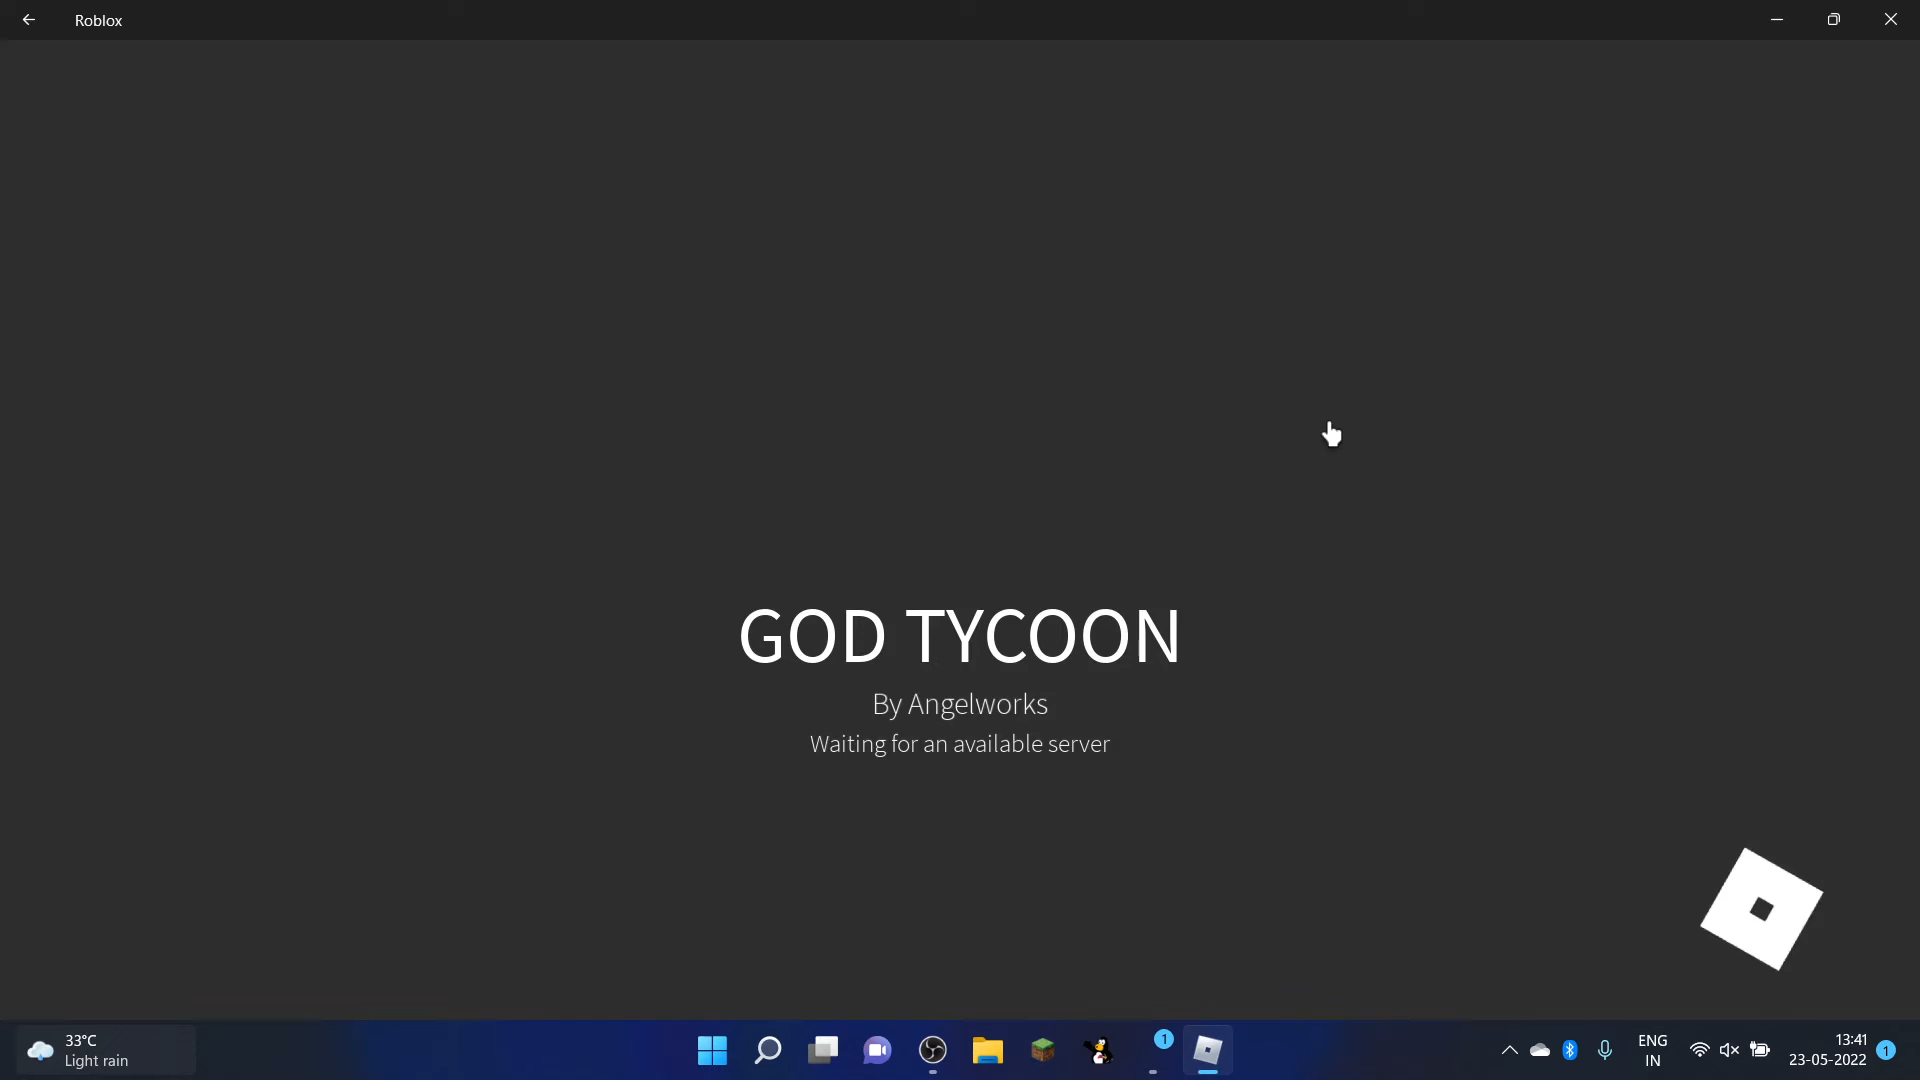 Roblox
GOD TYCOON
By Angelworks
Waiting for an available server
33°C
Light rain
1
ENG
IN
13:41
23-05-2022
1